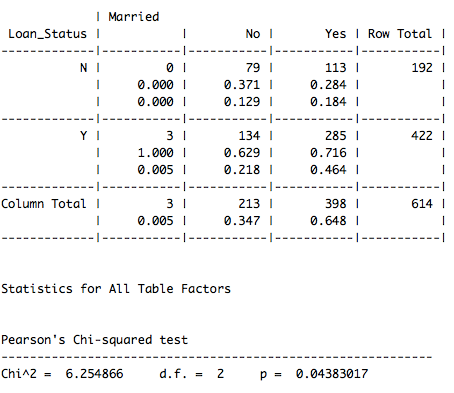 | Married
 Loan_Status |           |        No |       Yes | Row Total |
-------------|-----------|-----------|-----------|-----------|
           N |         0 |        79 |       113 |       192 |
             |     0.000 |     0.371 |     0.284 |           |
             |     0.000 |     0.129 |     0.184 |           |
-------------|-----------|-----------|-----------|-----------|
           Y |         3 |       134 |       285 |       422 |
             |     1.000 |     0.629 |     0.716 |           |
             |     0.005 |     0.218 |     0.464 |           |
-------------|-----------|-----------|-----------|-----------|
Column Total |         3 |       213 |       398 |       614 |
             |     0.005 |     0.347 |     0.648 |           |
-------------|-----------|-----------|-----------|-----------|
Statistics for All Table Factors
Pearson's Chi-squared test
------------------------------------------------------------
Chi^2 =  6.254866     d.f. =  2     p =  0.04383017